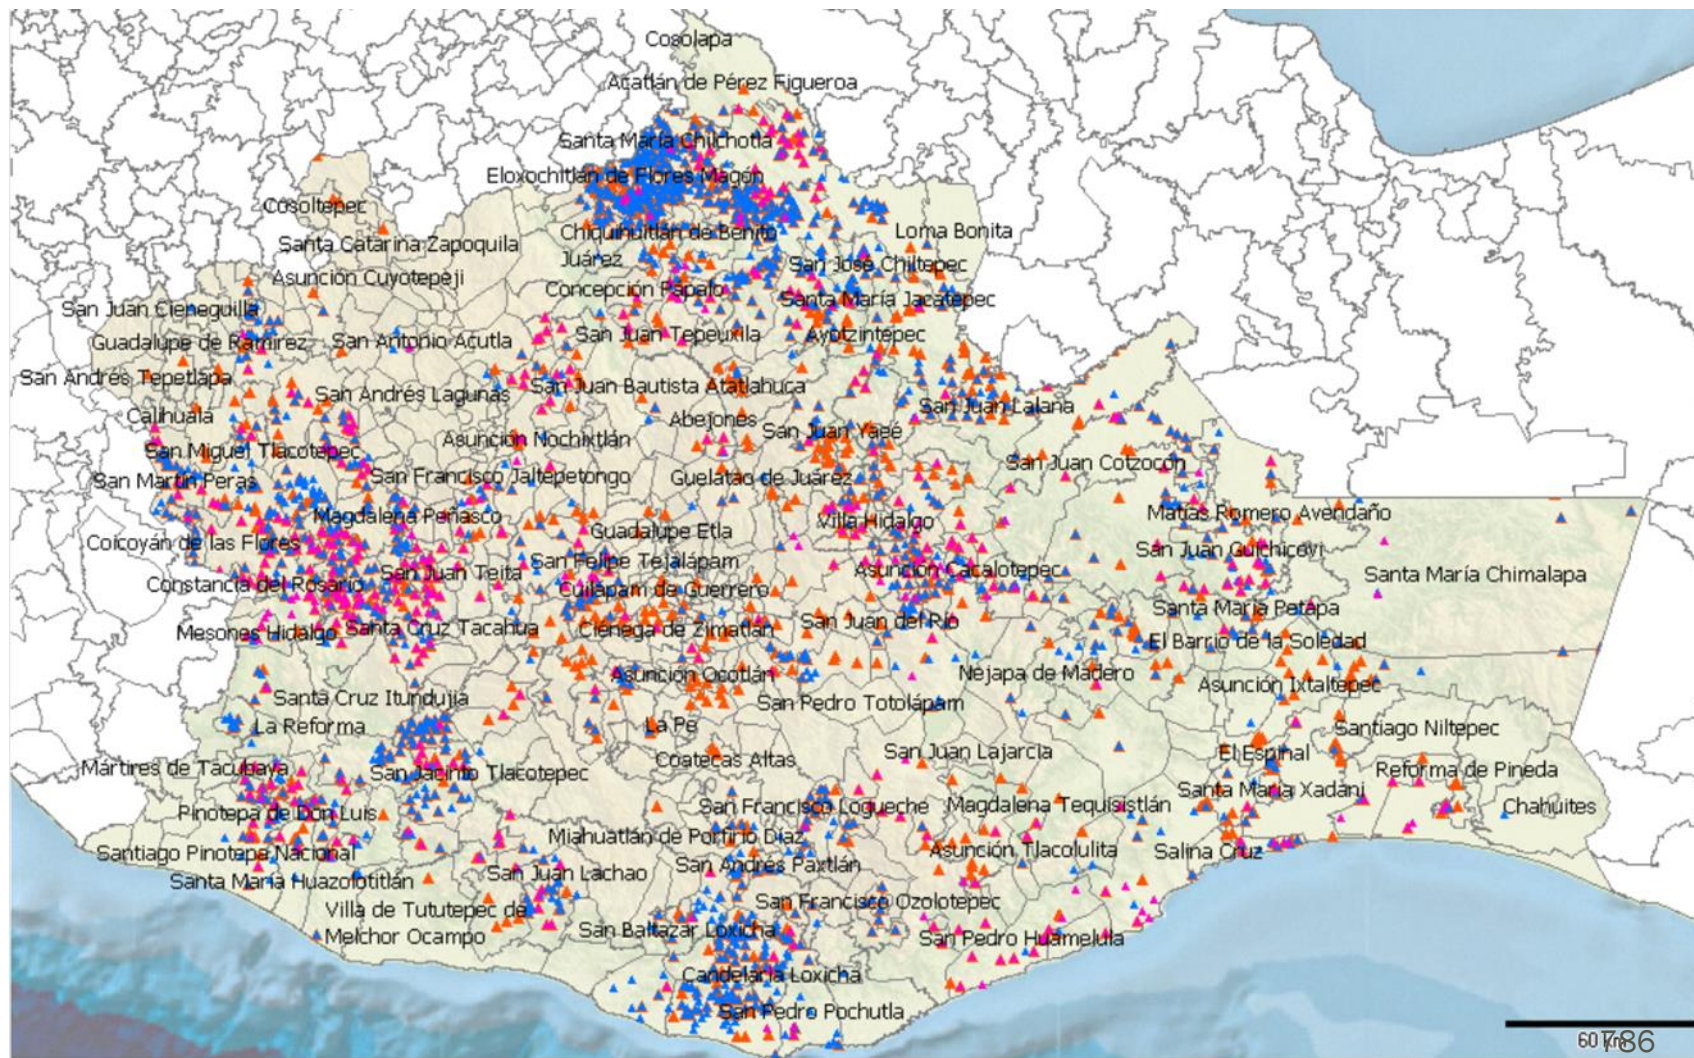 Cosolapa
Acatlán de Pérez Figueroa
Santa María Chilchotla
Eloxochitlán de Flores Magón
Cosoltepec
Chiquihuitlán de Benito
Juárez
Loma Bonita
Santa Catarina Zapoquila
San José Chiltepec
Asunción Cuyotepeji
Concepción Pápalo
Santa María Jacatepec
San Juan Cieneguilla
Guadalupe de Ramírez
San Antonio Acutla
San Juan Tepeuxila
Ayotzintepec
San Andrés Tepetlapa
San Andrés Lagunas
San Juan Bautista Atatlahuca
Calihualá
Abejones
San Juan Lalana
San Juan Yaeé
Asunción Nochixtlán
San Miguel Tlacotepec
San Juan Cotzocón
San Martín Peras
San Francisco Jaltepetongo
Guelatao de Juárez
Magdalena Peñasco
Villa Hidalgo
Matías Romero Avendaño
Guadalupe Etla
Coicoyán de las Flores
San Juan Guichicovi
San Felipe Tejalápam
San Juan Teita
Asunción Cacalotepec
Santa María Chimalapa
Constancia del Rosario
Cuilápam de Guerrero
Santa María Petapa
San Juan del Río
Mesones Hidalgo
Santa Cruz Tacahua
Ciénega de Zimatlán
El Barrio de la Soledad
Asunción Ocotlán
Nejapa de Madero
Asunción Ixtaltepec
Santa Cruz Itundujia
San Pedro Totolápam
La Reforma
La Pe
Santiago Niltepec
San Juan Lajarcia
El Espinal
Coatecas Altas
Mártires de Tacubaya
San Jacinto Tlacotepec
Reforma de Pineda
Santa María Xadani
San Francisco Logueche
Magdalena Tequisistlán
Chahuites
Pinotepa de Don Luis
Miahuatlán de Porfirio Díaz
Santiago Pinotepa Nacional
San Andrés Paxtlán
Asunción Tlacolulita
Salina Cruz
San Juan Lachao
Santa María Huazolotitlán
San Francisco Ozolotepec
Villa de Tututepec de
Melchor Ocampo
San Baltazar Loxicha
San Pedro Huamelula
Candelaria Loxicha
San Pedro Pochutla
60 Km
786